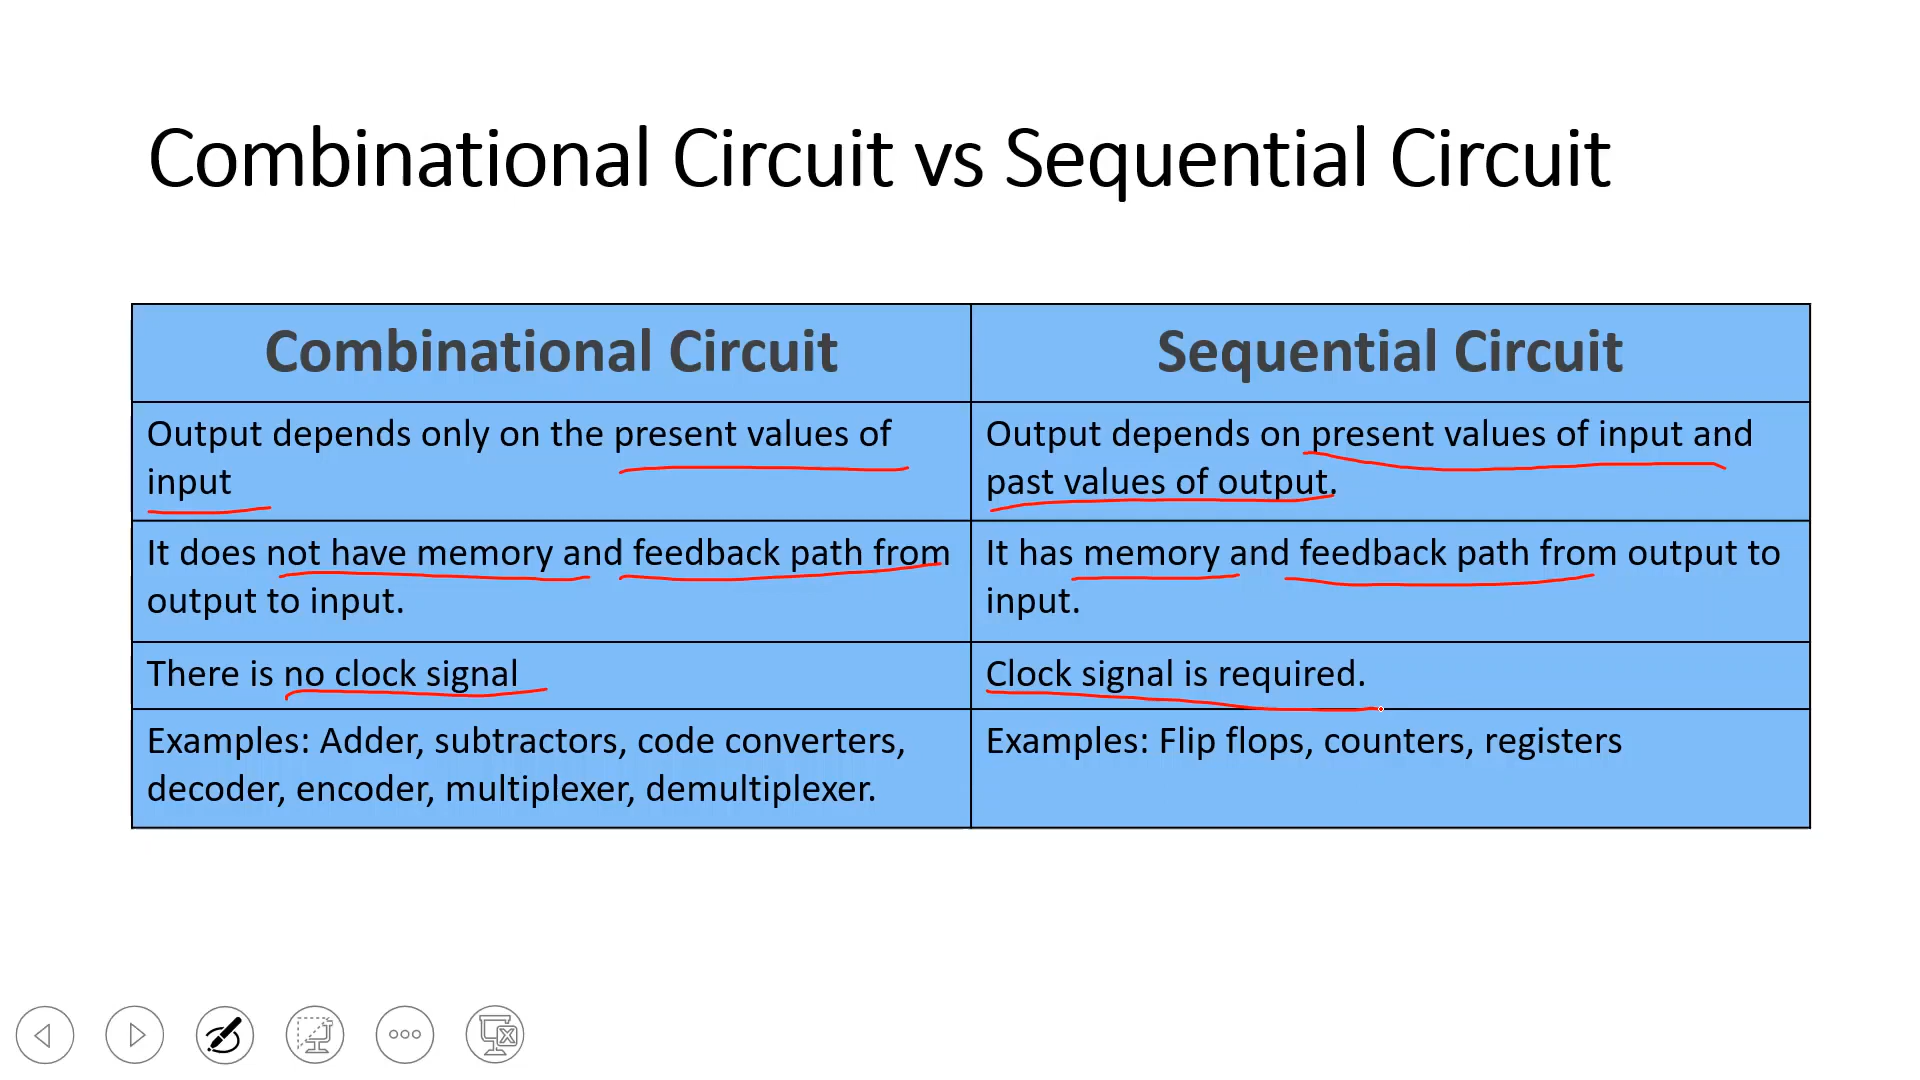 Combinational Circuit vs Sequential Circuit
Combinational Circuit
Sequential Circuit
Output depends only on the present values of
input
Output depends on present values of input and
past values of output.
It does not have memory and feedback path from
output to input.
It has memory and feedback path from output to
input.
There is no clock signal
Clock signal is required.
Examples: Adder, subtractors, code converters,
decoder, encoder, multiplexer, demultiplexer.
Examples: Flip flops, counters, registers